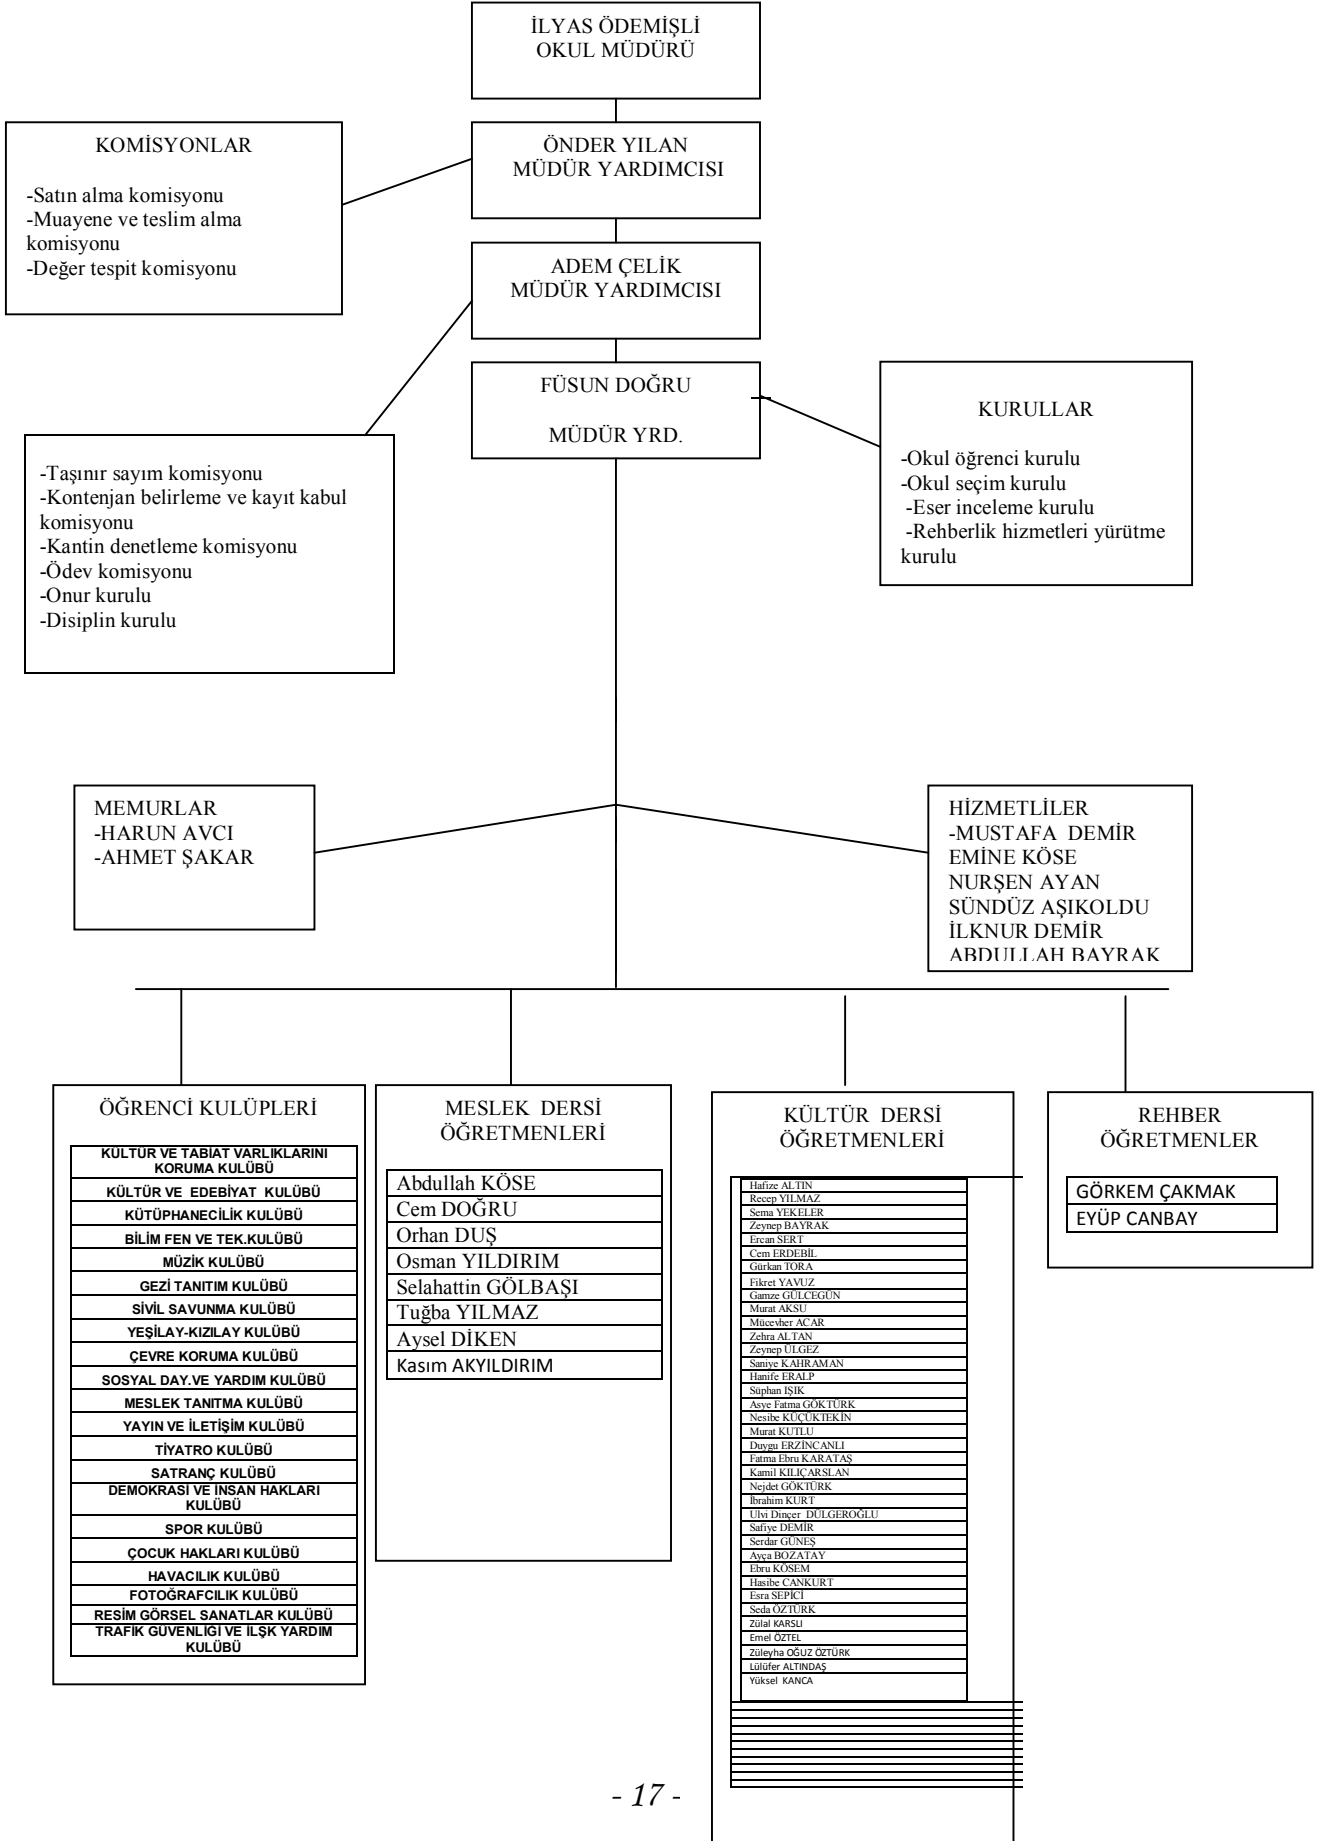 İLYAS ÖDEMİŞLİ
OKUL MÜDÜRÜ
KOMİSYONLAR
-Satın alma komisyonu
-Muayene ve teslim alma
komisyonu
-Değer tespit komisyonu
ÖNDER YILAN
MÜDÜR YARDIMCISI
ADEM ÇELİK
MÜDÜR YARDIMCISI
FÜSUN DOĞRU
MÜDÜR YRD.
KURULLAR
-Okul öğrenci kurulu
-Okul seçim kurulu
-Eser inceleme kurulu
-Rehberlik hizmetleri yürütme
kurulu
-Taşınır sayım komisyonu
-Kontenjan belirleme ve kayıt kabul
komisyonu
-Kantin denetleme komisyonu
-Ödev komisyonu
-Onur kurulu
-Disiplin kurulu
MEMURLAR
-HARUN AVCI
-AHMET ŞAKAR
HİZMETLİLER
-MUSTAFA DEMİR
EMİNE KÖSE
NURŞEN AYAN
SÜNDÜZ AŞIKOLDU
İLKNUR DEMİR
ABDULLAH BAYRAK
ÖĞRENCİ KULÜPLERİ
KÜLTÜR VE TABİAT VARLIKLARINI
KORUMA KULÜBÜ
KÜLTÜR VE EDEBİYAT KULÜBÜ
KÜTÜPHANECİLİK KULÜBÜ
BİLİM FEN VE TEK.KULÜBÜ
MÜZİK KULÜBÜ
GEZİ TANITIM KULÜBÜ
SİVİL SAVUNMA KULÜBÜ
YEŞİLAY-KIZILAY KULÜBÜ
ÇEVRE KORUMA KULÜBÜ
SOSYAL DAY.VE YARDIM KULÜBÜ
MESLEK TANITMA KULÜBÜ
YAYIN VE İLETİŞİM KULÜBÜ
TİYATRO KULÜBÜ
SATRANÇ KULÜBÜ
DEMOKRASİ VE İNSAN HAKLARI
KULÜBÜ
SPOR KULÜBÜ
ÇOCUK HAKLARI KULÜBÜ
HAVACILIK KULÜBÜ
FOTOĞRAFCILIK KULÜBÜ
RESİM GÖRSEL SANATLAR KULÜBÜ
TRAFİK GÜVENLİĞİ VE İLŞK YARDIM
KULÜBÜ
MESLEK DERSİ
ÖĞRETMENLERİ
Abdullah KÖSE
Cem DOĞRU
Orhan DUŞ
Osman YILDIRIM
Selahattin GÖLBAŞI
Tuğba YILMAZ
Aysel DİKEN
Kasım AKYILDIRIM
KÜLTÜR DERSİ
ÖĞRETMENLERİ
Hafize ALTIN
Recep YILMAZ
Sema YEKELER
Zeynep BAYRAK
Ercan SERT
Cem ERDEBİL
Gürkan TORA
Fikret YAVUZ
Gamze GÜLCEGÜN
Murat AKSU
Mücevher ACAR
Zehra ALTAN
Zeynep ÜLGEZ
Saniye KAHRAMAN
Hanife ERALP
Süphan IŞIK
Asye Fatma GÖKTÜRK
Nesibe KÜÇÜKTEKİN
Murat KUTLU
Duygu ERZİNCANLI
Fatma Ebru KARATAŞ
Kamil KILIÇARSLAN
Nejdet GÖKTÜRK
İbrahim KURT
Ulvi Dinçer DÜLGEROĞLU
Safiye DEMİR
Serdar GÜNEŞ
Ayça BOZATAY
Ebru KÖSEM
Hasibe CANKURT
Esra SEPİCİ
Seda ÖZTÜRK
Zülal KARSLI
Emel ÖZTEL
Züleyha OĞUZ ÖZTÜRK
Lülüfer ALTINDAŞ
Yüksel KANCA
REHBER
ÖĞRETMENLER
GÖRKEM ÇAKMAK
EYÜP CANBAY
- 17 -